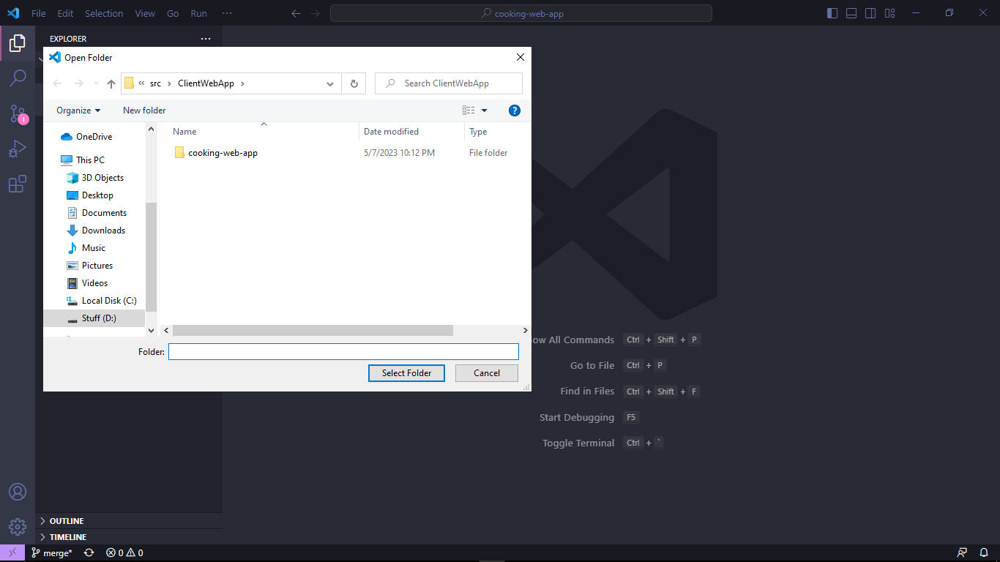 File Edit Selection View Go Run ··· cooking-web-app
EXPLORER ···
Open Folder
« src > ClientWebApp > Search ClientWebApp
Organize New folder ?
Name Date modified Type
cooking-web-app 5/7/2023 10:12 PM File folder
OneDrive
This PC
3D Objects
Desktop
Documents
Downloads
Music
Pictures
Videos
Local Disk (C:)
Stuff (D:)
Folder:
Select Folder Cancel
1
ow All Commands Ctrl + Shift + P
Go to File Ctrl + P
Find in Files Ctrl + Shift + F
Start Debugging F5
Toggle Terminal Ctrl + `
OUTLINE
TIMELINE
merge* 0 0